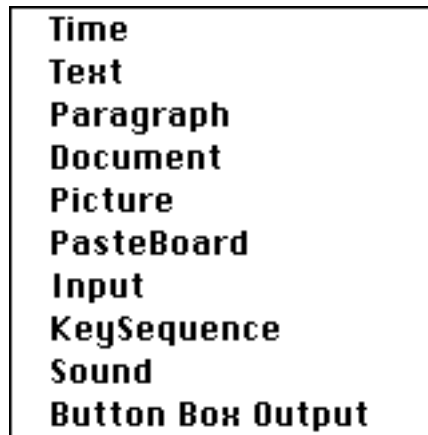 Time
Text
Paragraph
Document
Picture
PasteBoard
Input
KeySequence
Sound
Button Box Output